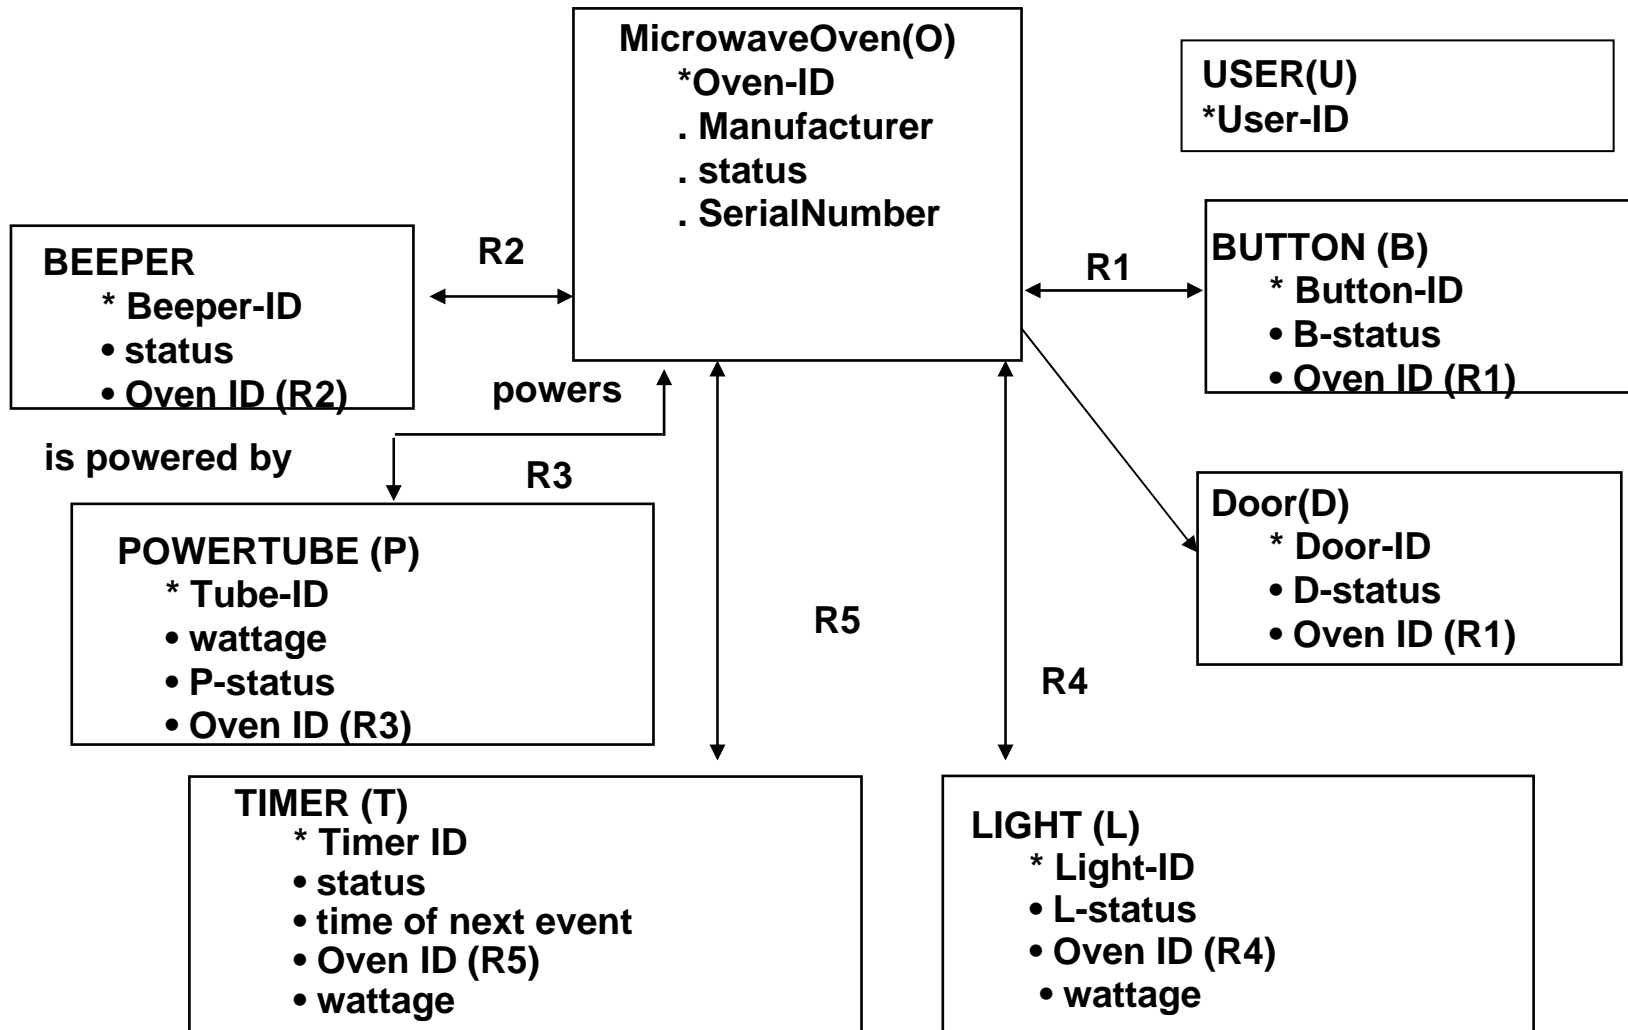 MicrowaveOven(O)
*Oven-ID
. Manufacturer
. status
. SerialNumber
USER(U)
*User-ID
BEEPER
* Beeper-ID
• status
• Oven ID (R2)
R2
R1
BUTTON (B)
* Button-ID
• B-status
• Oven ID (R1)
powers
is powered by
R3
POWERTUBE (P)
* Tube-ID
• wattage
• P-status
• Oven ID (R3)
R5
R4
Door(D)
* Door-ID
• D-status
• Oven ID (R1)
TIMER (T)
* Timer ID
• status
• time of next event
• Oven ID (R5)
• wattage
LIGHT (L)
* Light-ID
• L-status
• Oven ID (R4)
• wattage